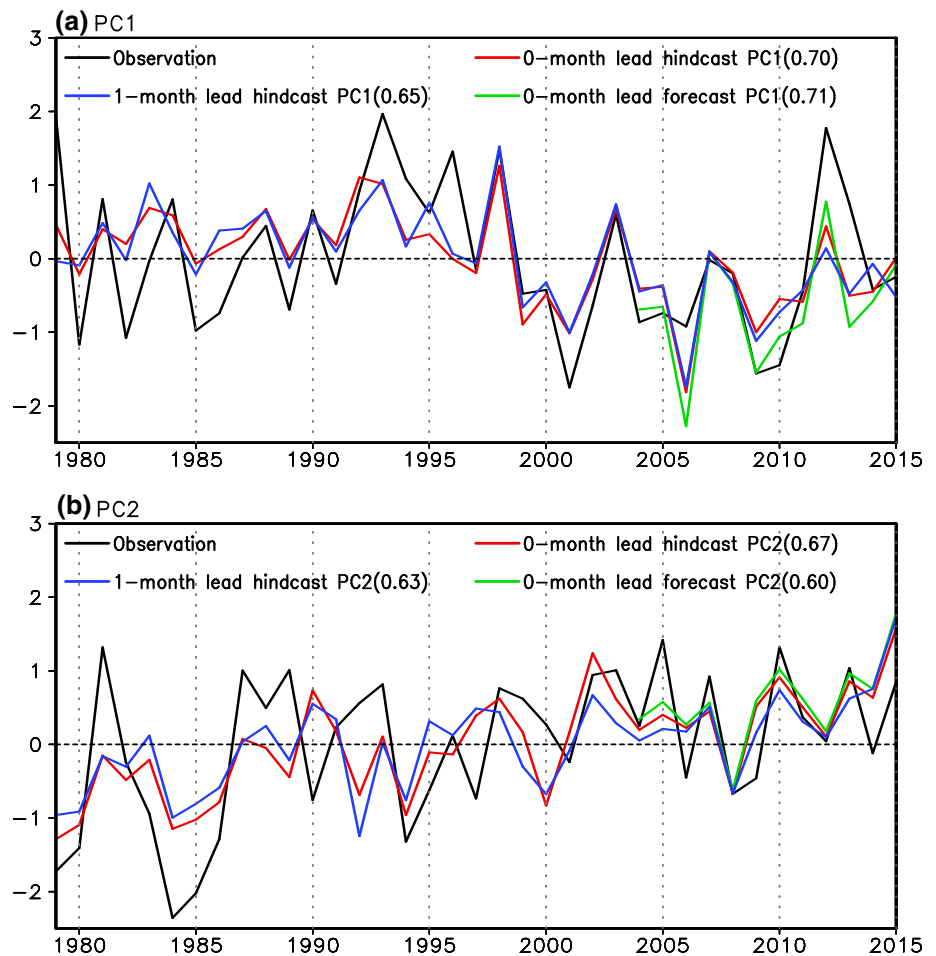 (a) PC1
3
Observation
0-month lead hindcast PC1(0.70)
1-month lead hindcast PC1(0.65)
0-month lead forecast PC1(0.71)
2
1
0
-1
-2
1980 1985 1990 1995 2000 2005 2010 2015
(b) PC2
3
Observation
0-month lead hindcast PC2(0.67)
1-month lead hindcast PC2(0.63)
0-month lead forecast PC2(0.60)
2
1
0
-1
-2
1980 1985 1990 1995 2000 2005 2010 2015